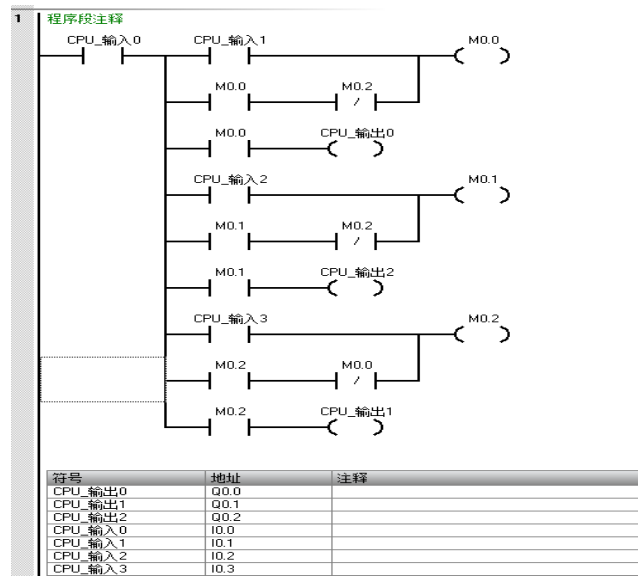 1 程序段注释
CPU_输入0 CPU_输入1 M0.0
M0.0 M0.2
M0.0 CPU_输出0
CPU_输入2 M0.1
M0.1 M0.2
M0.1 CPU_输出2
CPU_输入3 M0.2
M0.2 M0.0
M0.2 CPU_输出1
符号 地址 注释
CPU_输出0 Q0.0
CPU_输出1 Q0.1
CPU_输出2 Q0.2
CPU_输入0 I0.0
CPU_输入1 I0.1
CPU_输入2 I0.2
CPU_输入3 I0.3